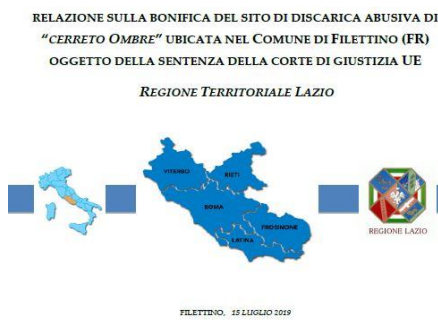 RELAZIONE SULLA BONIFICA DEL SITO DI DISCARICA ABUSIVA DI
“CERRETO OMBRE” UBICATA NEL COMUNE DI FILETTINO (FR)
OGGETTO DELLA SENTENZA DELLA CORTE DI GIUSTIZIA UE
REGIONE TERRITORIALE LAZIO
VITERBO
RIETI
ROMA
FROSINONE
LATINA
REGIONE LAZIO
FILETTINO, 15 LUGLIO 2019